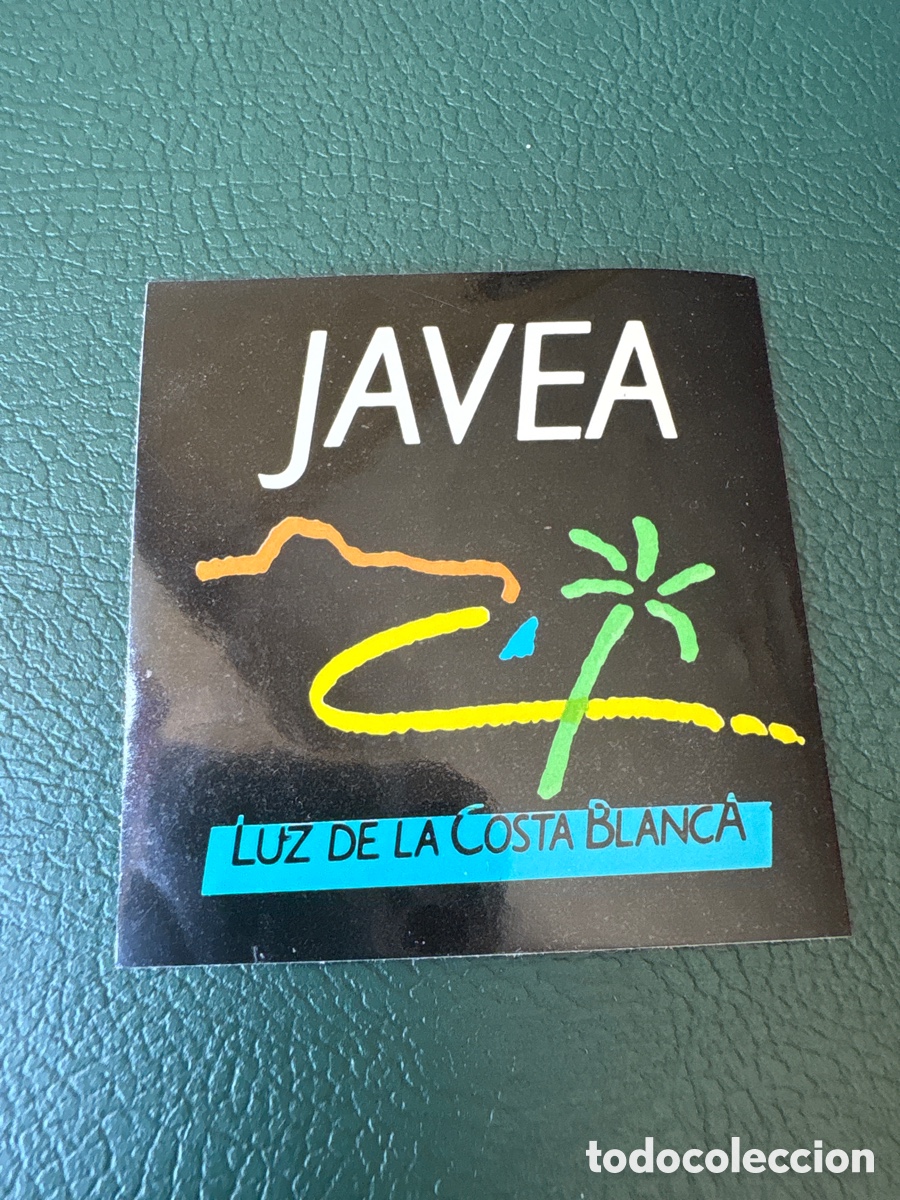 JAVEA
LUZ DE LA COSTA BLANCA
todocoleccion